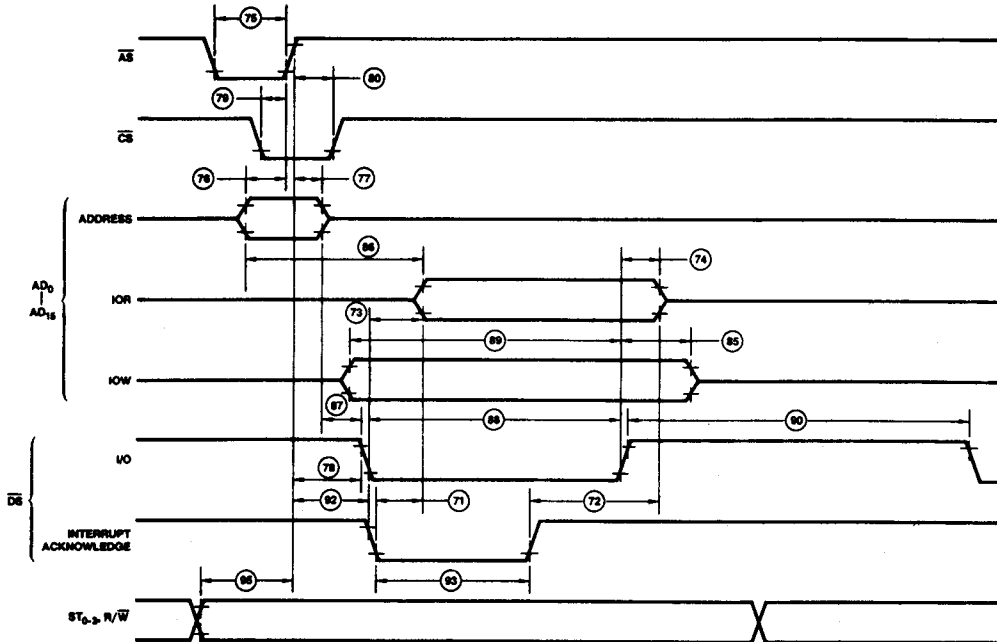 75
AS
80
79
CS
76
77
ADDRESS
86
74
AD0
AD15
IOR
73
89
85
IOW
87
88
90
I/O
78
DS
92
71
72
INTERRUPT
ACKNOWLEDGE
93
95
ST0-3, R/W